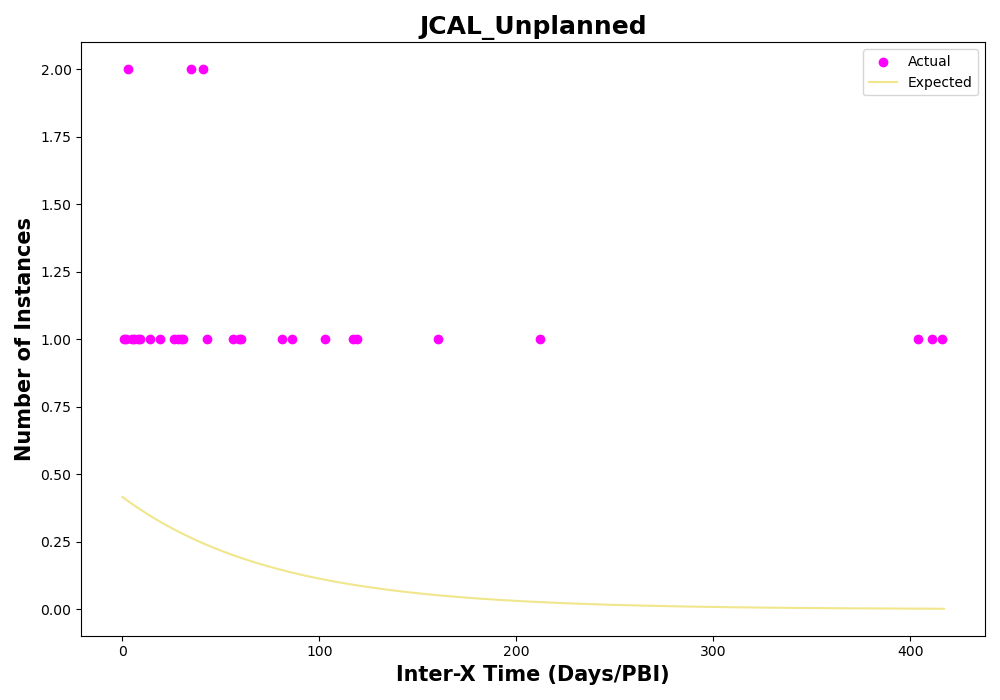 JCAL_Unplanned
Actual
Expected
Number of Instances
2.00
1.75
1.50
1.25
1.00
0.75
0.50
0.25
0.00
0
100
200
300
400
Inter-X Time (Days/PBI)